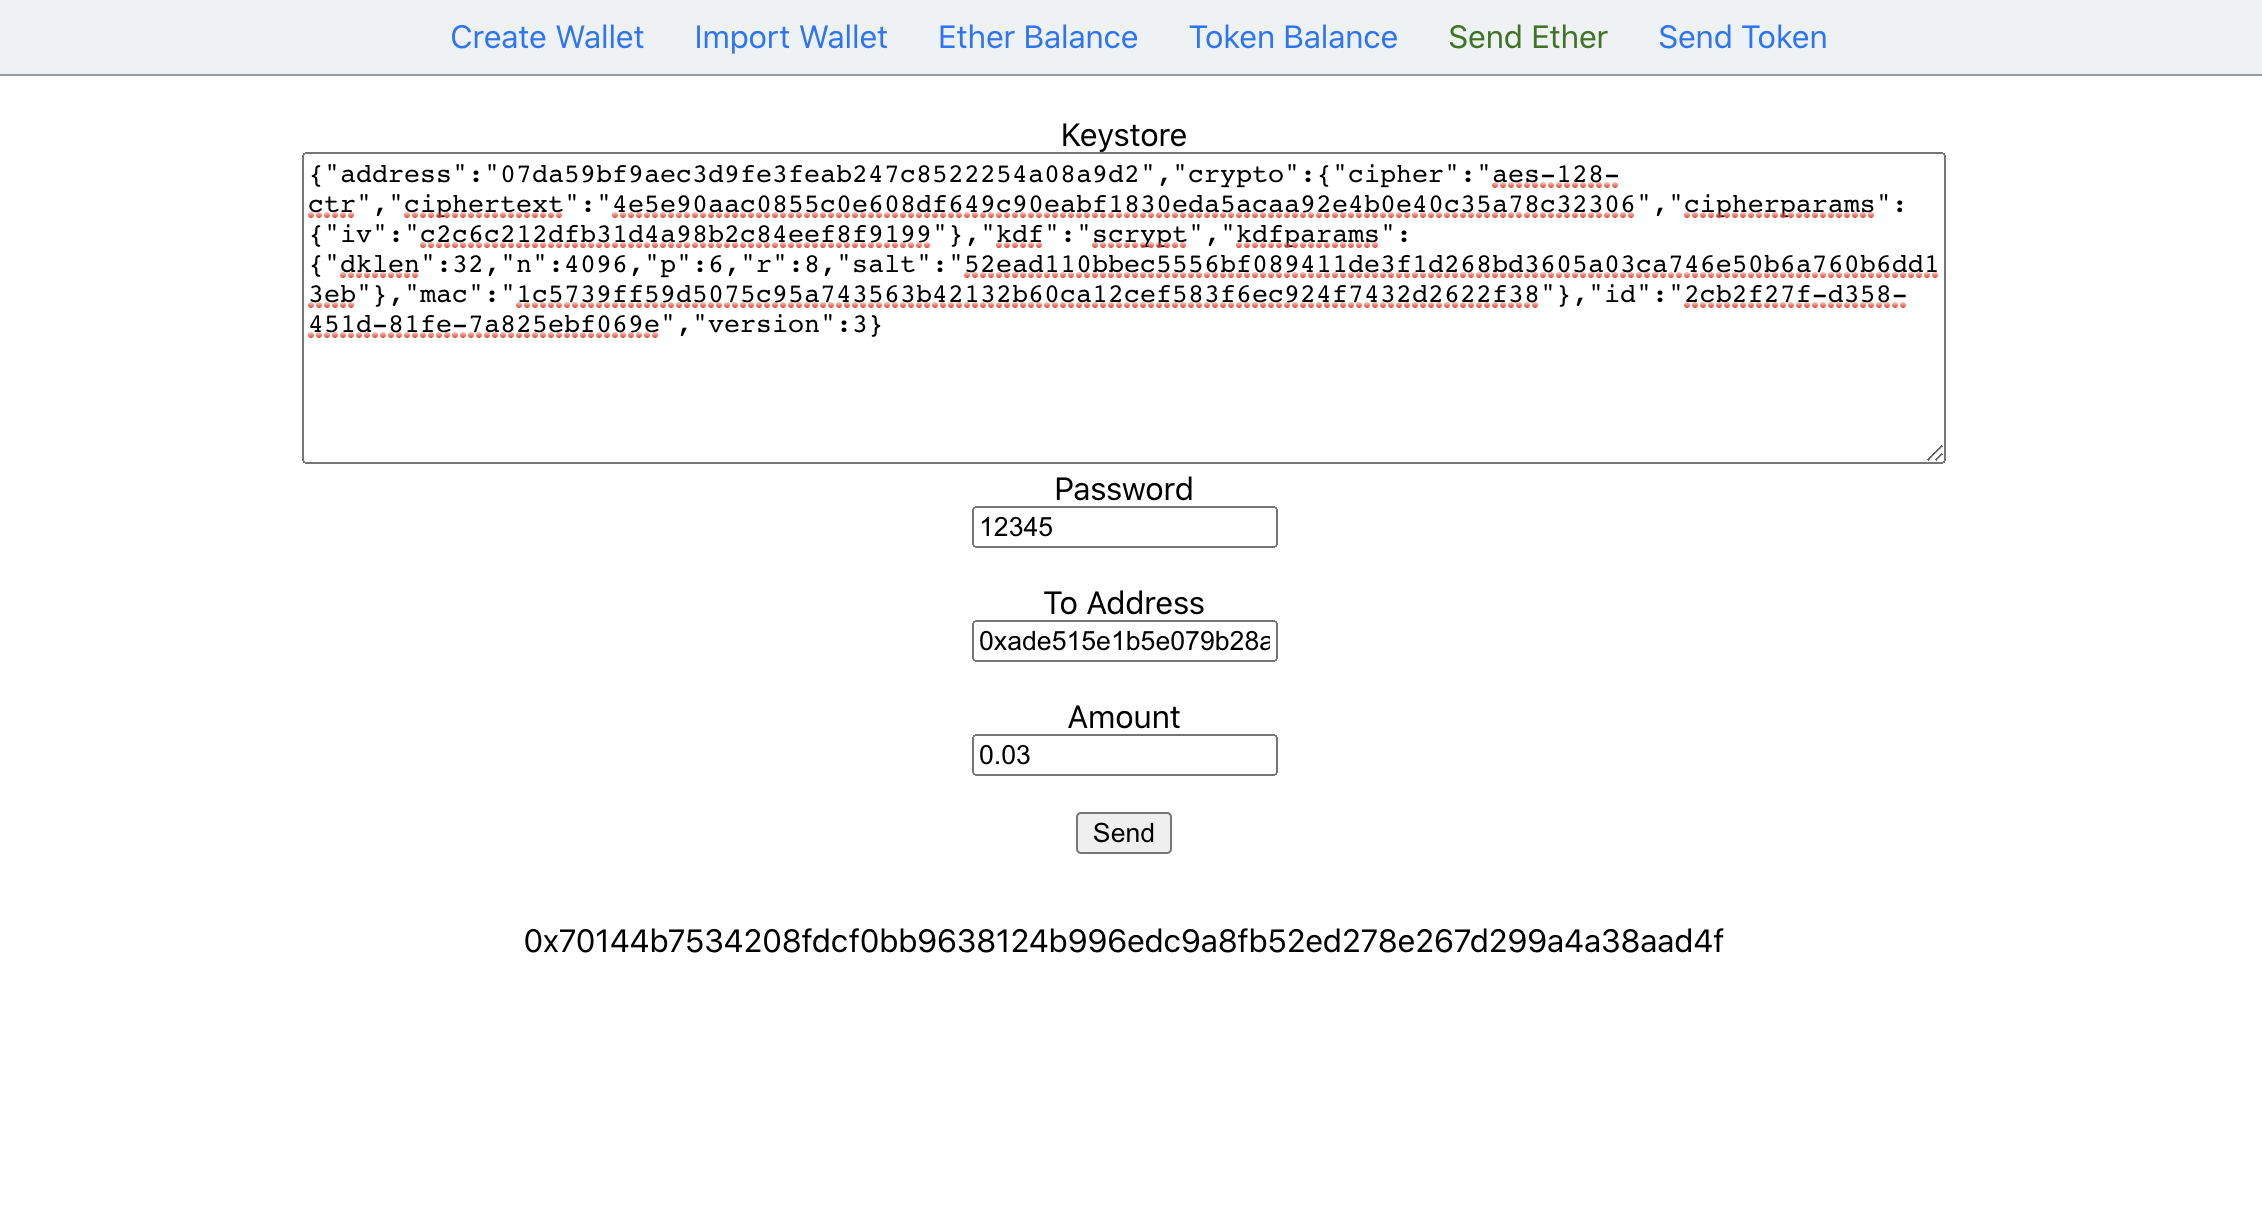 Create Wallet Import Wallet Ether Balance Token Balance Send Ether Send Token
Keystore
{"address":"07da59bf9aec3d9fe3feab247c8522254a08a9d2","crypto":{"cipher":"aes-128-
ctr","ciphertext":"4e5e90aac0855c0e608df649c90eabf1830eda5acaa92e4b0e40c35a78c32306","cipherparams":
{"iv":"c2c6c212dfb31d4a98b2c84eef8f9199"},"kdf":"scrypt","kdfparams":
{"dklen":32,"n":4096,"p":6,"r":8,"salt":"52ead110bbec5556bf089411de3f1d268bd3605a03ca746e50b6a760b6dd1
3eb"},"mac":"1c5739ff59d5075c95a743563b42132b60ca12cef583f6ec924f7432d2622f38"},"id":"2cb2f27f-d358-
451d-81fe-7a825ebf069e","version":3}
Password
12345
To Address
0xade515e1b5e079b28a
Amount
0.03
Send
0x70144b7534208fdcf0bb9638124b996edc9a8fb52ed278e267d299a4a38aad4f